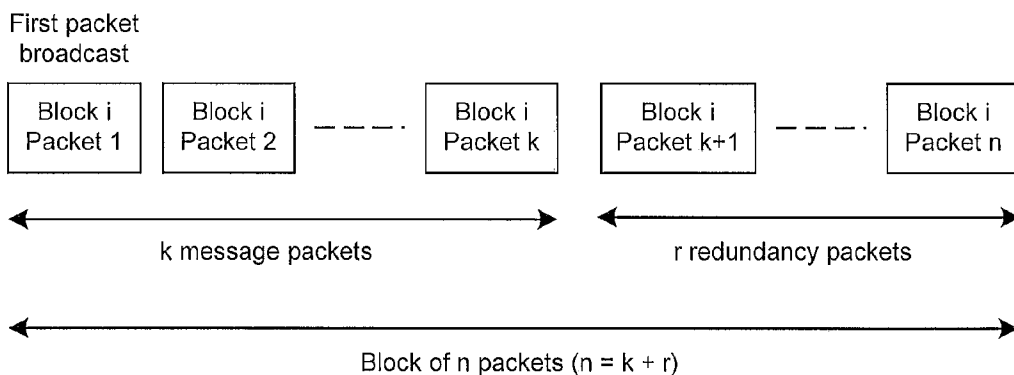 First packet
broadcast
Block i
Packet 1
Block i
Packet 2
Block i
Packet k
Block i
Packet k+1
Block i
Packet n
k message packets
r redundancy packets
Block of n packets (n = k + r)